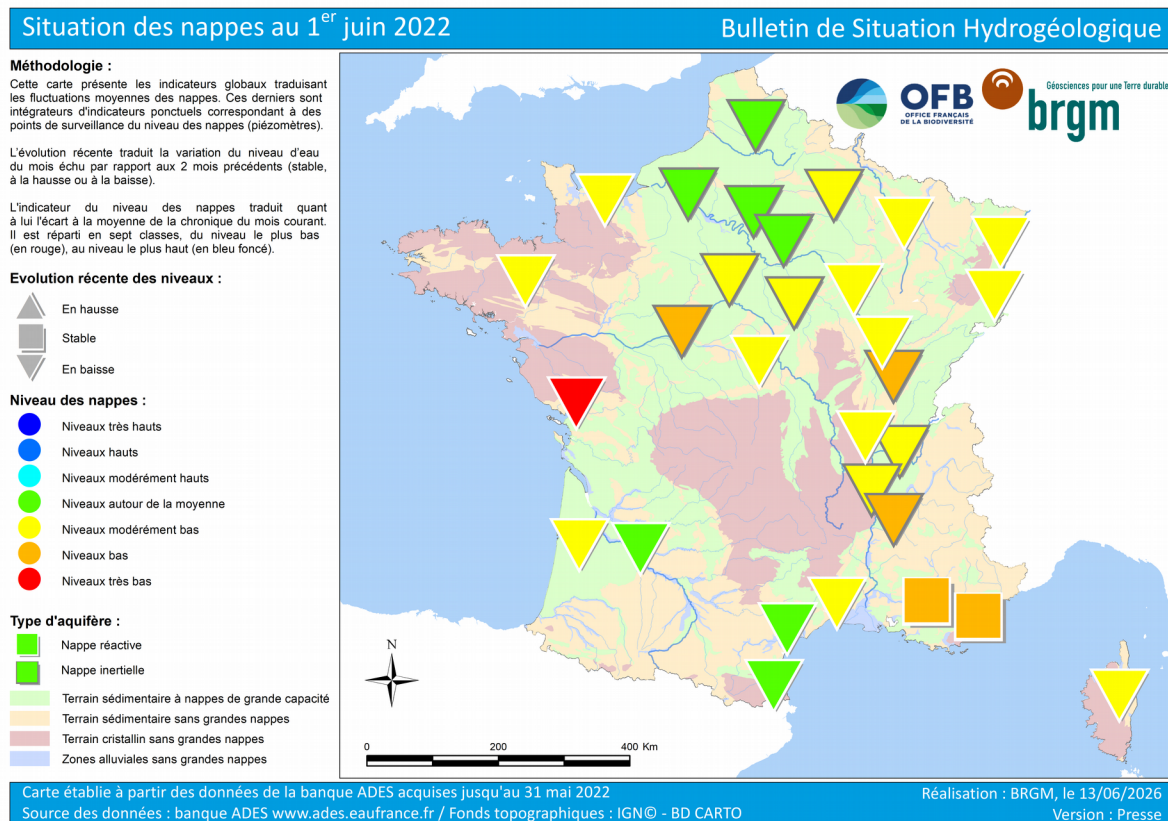 Situation des nappes au 1er juin 2022
Bulletin de Situation Hydrogéologique
Méthodologie :
Cette carte présente les indicateurs globaux traduisant
les fluctuations moyennes des nappes. Ces derniers sont
intégrateurs d'indicateurs ponctuels correspondant à des
points de surveillance du niveau des nappes (piézomètres).
L'évolution récente traduit la variation du niveau d'eau
du mois échu par rapport aux 2 mois précédents (stable,
à la hausse ou à la baisse).
L'indicateur du niveau des nappes traduit quant
à lui l'écart à la moyenne de la chronique du mois courant.
Il est réparti en sept classes, du niveau le plus bas
(en rouge), au niveau le plus haut (en bleu foncé).
Evolution récente des niveaux :
En hausse
Stable
En baisse
Niveau des nappes :
Niveaux très hauts
Niveaux hauts
Niveaux modérément hauts
Niveaux autour de la moyenne
Niveaux modérément bas
Niveaux bas
Niveaux très bas
Type d'aquifère :
Nappe réactive
Nappe inertielle
Terrain sédimentaire à nappes de grande capacité
Terrain sédimentaire sans grandes nappes
Terrain cristallin sans grandes nappes
Zones alluviales sans grandes nappes
OFB
OFFICE FRANÇAIS
DE LA BIODIVERSITÉ
Géosciences pour une Terre durable
brgm
N
0 200 400 Km
Carte établie à partir des données de la banque ADES acquises jusqu'au 31 mai 2022
Source des données : banque ADES www.ades.eaufrance.fr / Fonds topographiques : IGN© - BD CARTO
Réalisation : BRGM, le 13/06/2026
Version : Presse